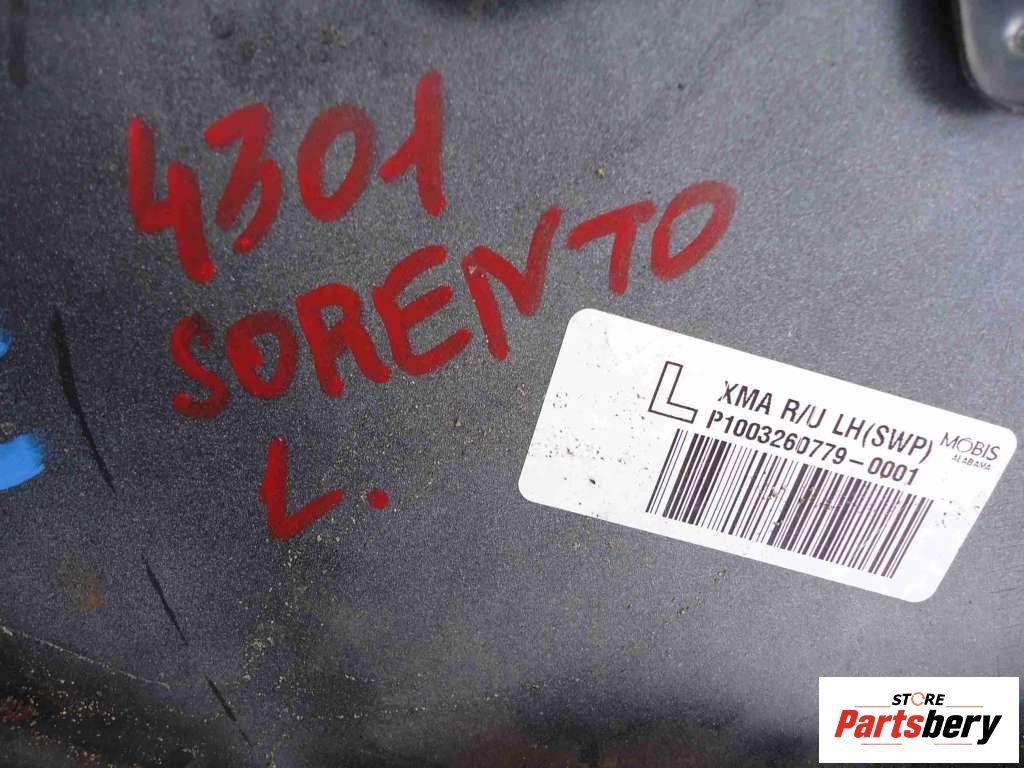 4301
SORENTO
L.
L XMA R/U LH(SWP)
P1003260779-0001
MOBIS
ALABAMA
STORE
Partsbery